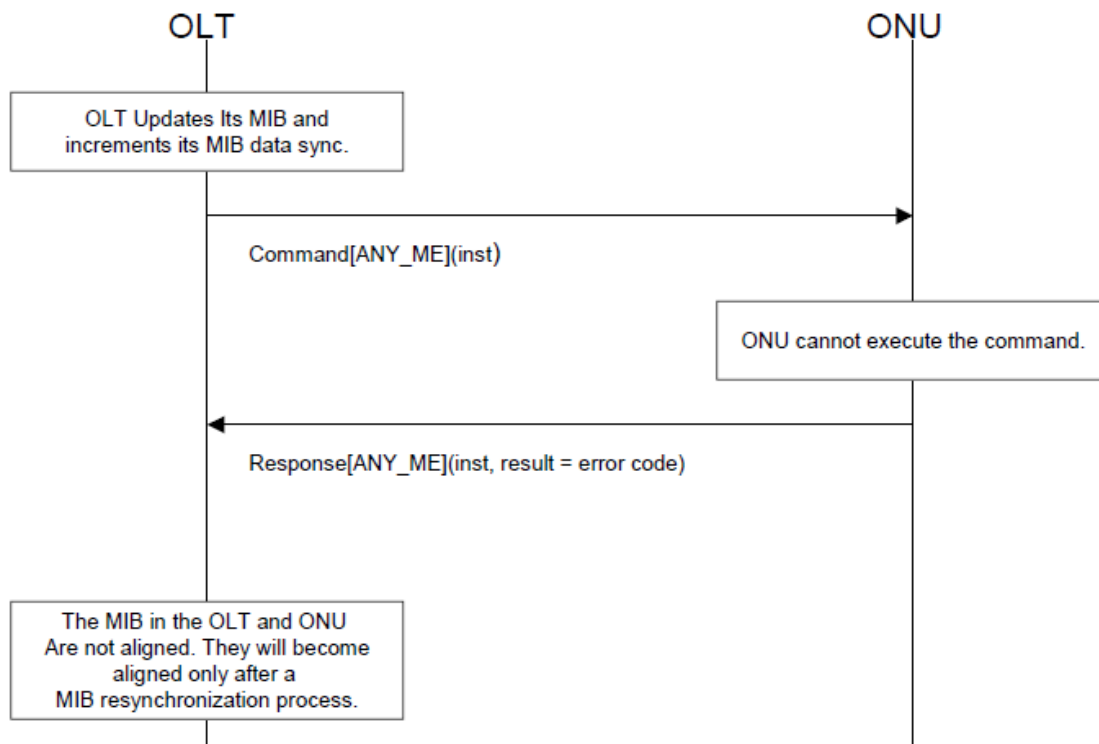 OLT
ONU
OLT Updates Its MIB and
increments its MIB data sync.
Command[ANY_ME](inst)
ONU cannot execute the command.
Response[ANY_ME](inst, result = error code)
The MIB in the OLT and ONU
Are not aligned. They will become
aligned only after a
MIB resynchronization process.